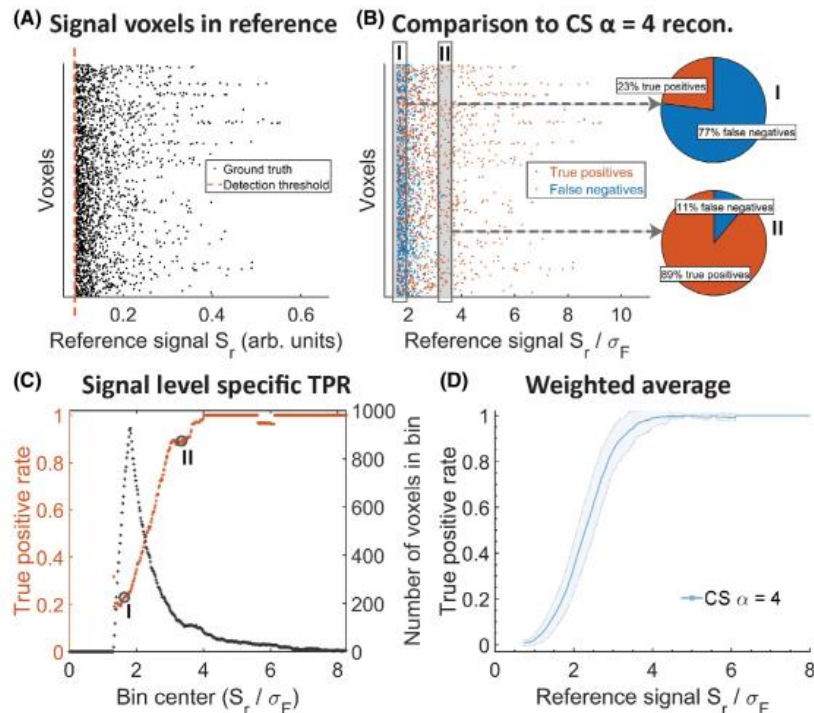 (A) Signal voxels in reference
Voxels
Ground truth
Detection threshold
0.2 0.4 0.6
Reference signal S_r (arb. units)
(B) Comparison to CS α = 4 recon.
I II
Voxels
True positives
False negatives
2 4 6 8 10
Reference signal S_r / σ_F
23% true positives
77% false negatives
I
11% false negatives
89% true positives
II
(C) Signal level specific TPR
True positive rate
1
0.8
0.6
0.4
0.2
0
I
II
1000
800
600
400
200
0
Number of voxels in bin
0 2 4 6 8
Bin center (S_r / σ_F)
(D) Weighted average
True positive rate
1
0.8
0.6
0.4
0.2
0
CS α = 4
0 2 4 6 8
Reference signal S_r / σ_F